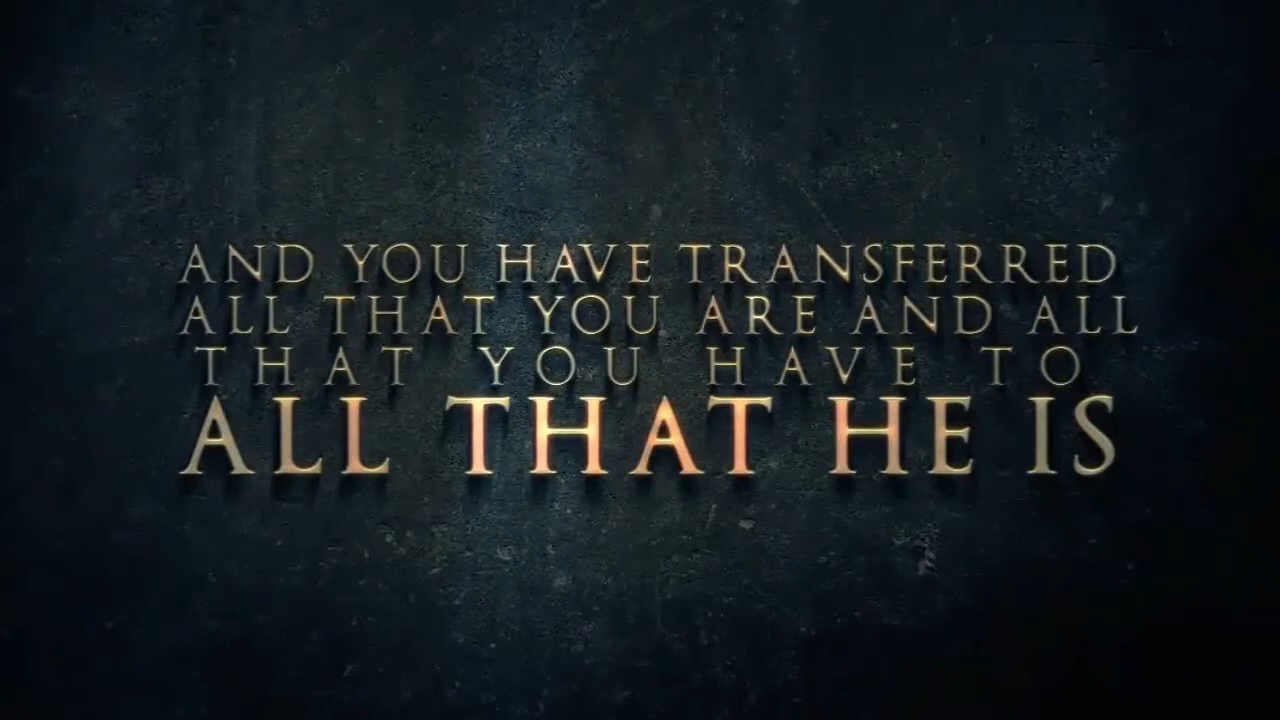 AND YOU HAVE TRANSFERRED
ALL THAT YOU ARE AND ALL
THAT YOU HAVE TO
ALL THAT HE IS